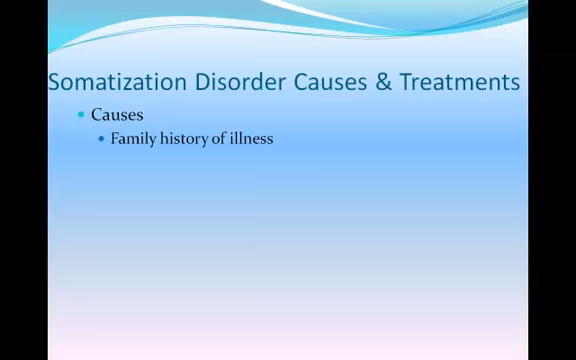 Somatization Disorder Causes & Treatments
Causes
Family history of illness